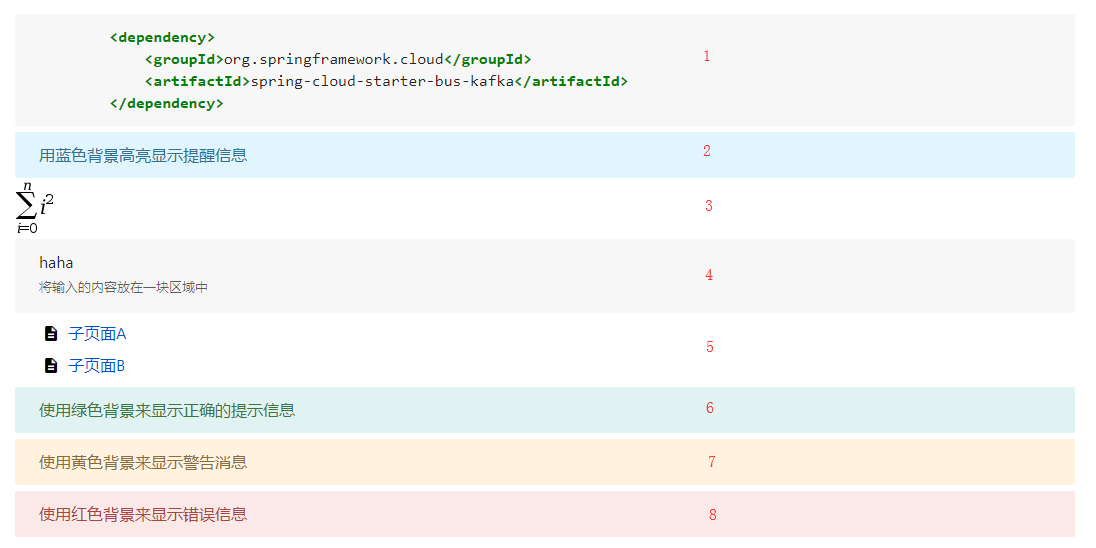 <dependency>
<groupId>org.springframework.cloud</groupId> 1
<artifactId>spring-cloud-starter-bus-kafka</artifactId>
</dependency>
用蓝色背景高亮显示提醒信息 2
n
∑i²
i=0
3
haha
4
将输入的内容放在一块区域中
子页面A
5
子页面B
使用绿色背景来显示正确的提示信息 6
使用黄色背景来显示警告消息 7
使用红色背景来显示错误信息 8